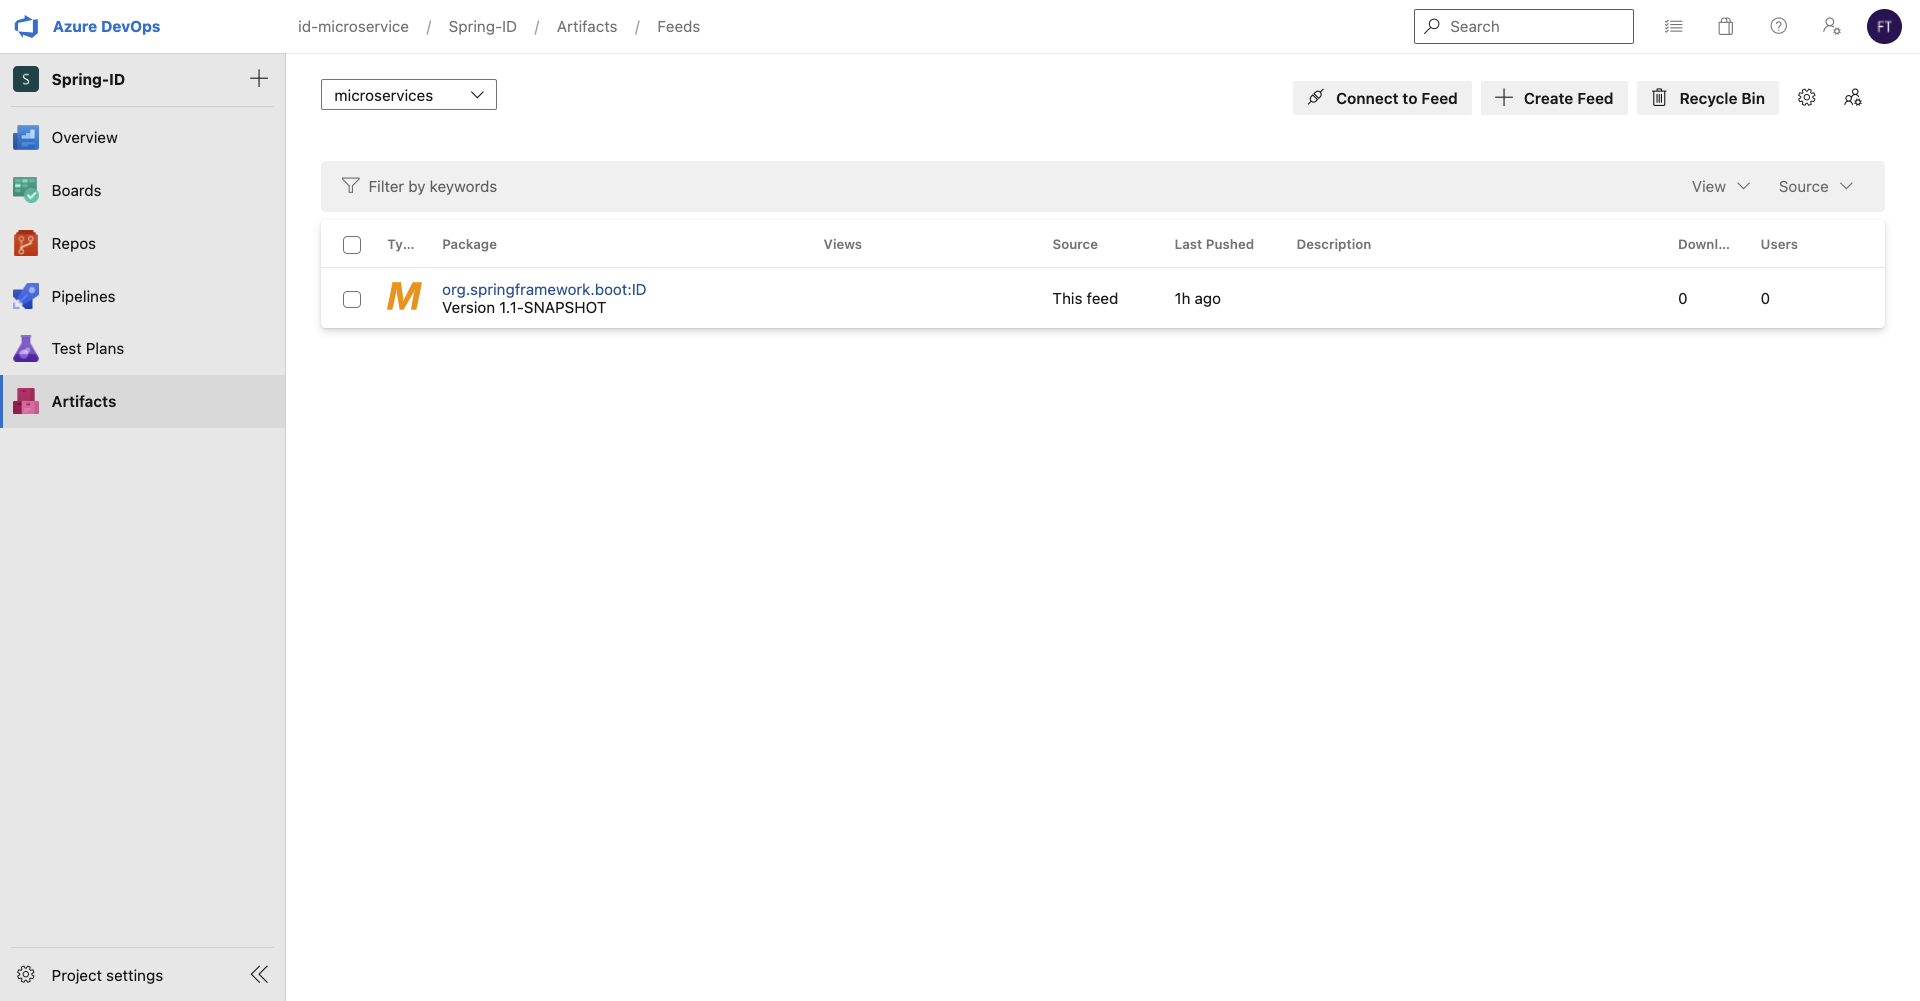 Azure DevOps
id-microservice / Spring-ID / Artifacts / Feeds
Search
FT
S
Spring-ID
Overview
Boards
Repos
Pipelines
Test Plans
Artifacts
Project settings
microservices
Connect to Feed
Create Feed
Recycle Bin
Filter by keywords
View
Source
Ty... Package Views Source Last Pushed Description Downl... Users
M
org.springframework.boot:ID
Version 1.1-SNAPSHOT
This feed 1h ago 0 0